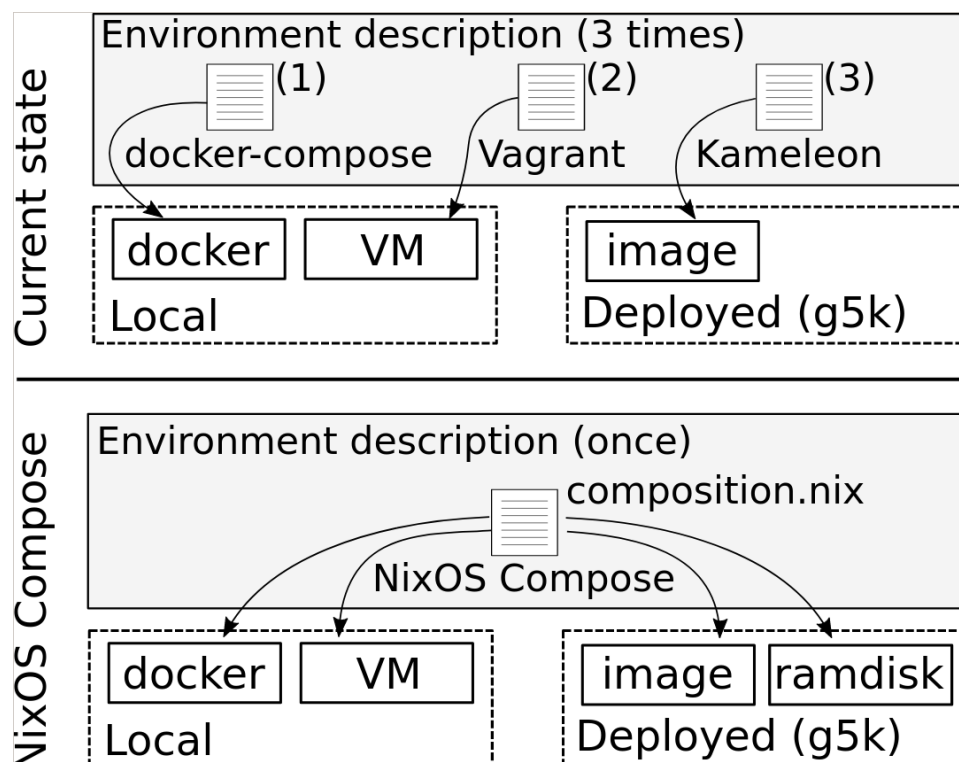 Current state
Environment description (3 times)
(1)
(2)
(3)
docker-compose
Vagrant
Kameleon
docker
VM
image
Local
Deployed (g5k)
NixOS Compose
Environment description (once)
composition.nix
NixOS Compose
docker
VM
image
ramdisk
Local
Deployed (g5k)